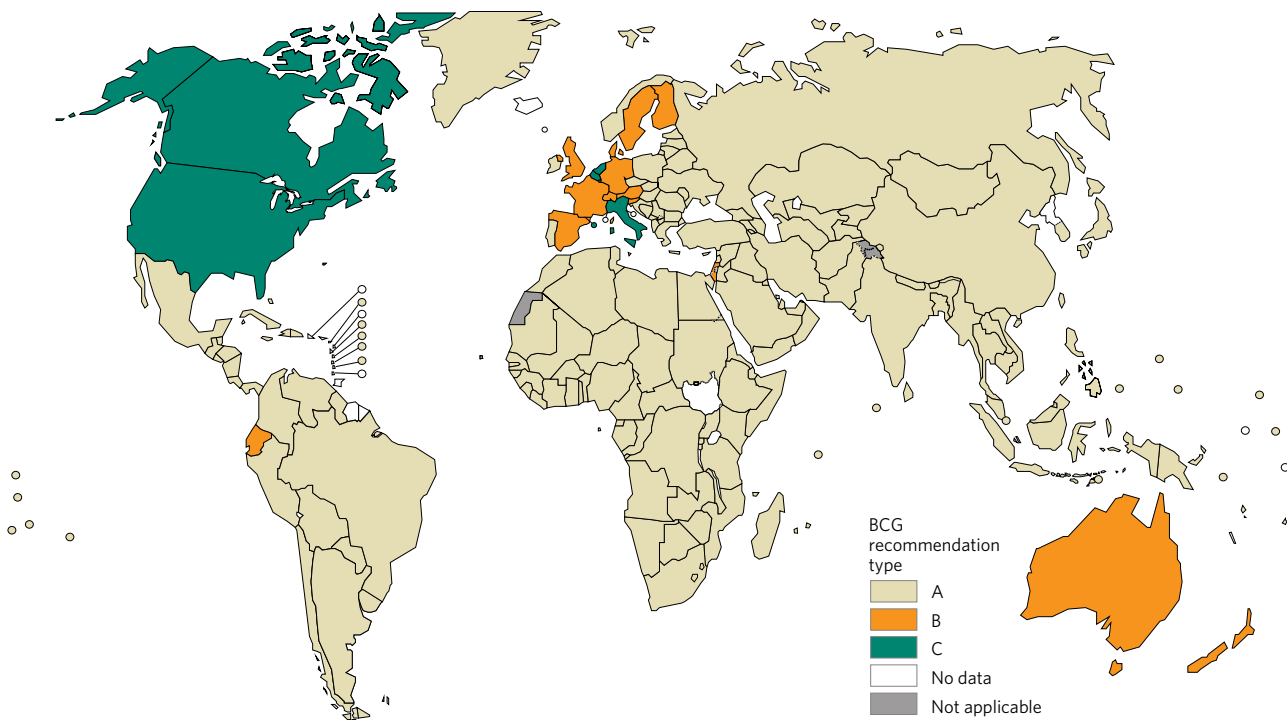 BCG
recommendation
type
A
B
C
No data
Not applicable